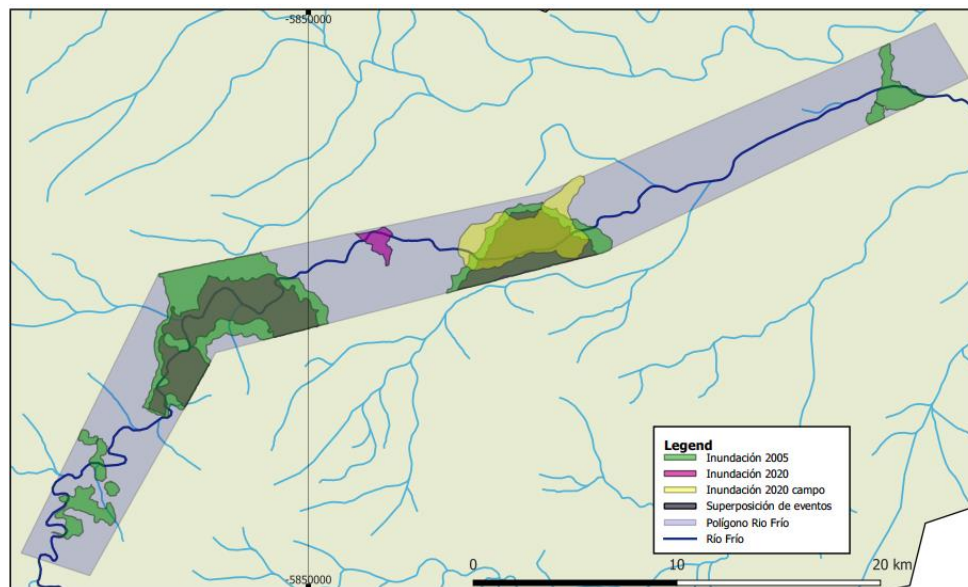 -5850000
Legend
Inundación 2005
Inundación 2020
Inundación 2020 campo
Superposición de eventos
Polígono Rio Frío
Río Frío
-5850000
0 10 20 km